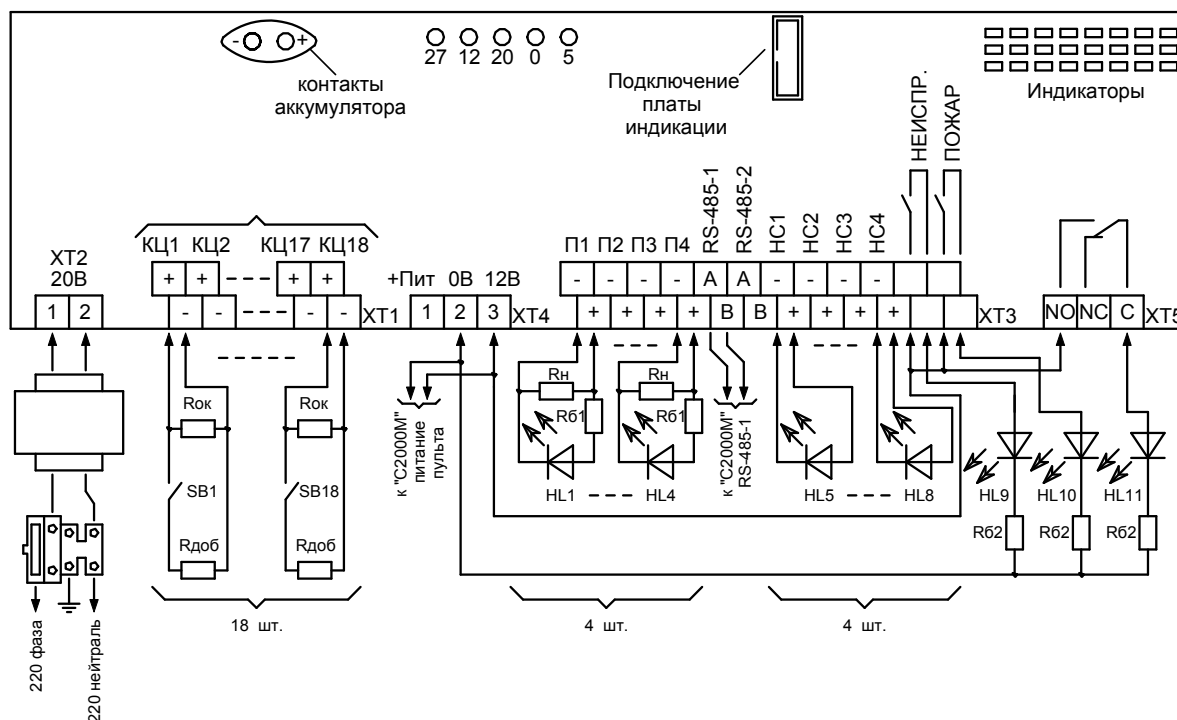 - +
27 12 20 0 5
контакты
аккумулятора
Подключение
платы
индикации
Индикаторы
НЕИСПР.
ПОЖАР
RS-485-1
RS-485-2
НС1
НС2
НС3
НС4
КЦ1 КЦ2 КЦ17 КЦ18
П1 П2 П3 П4
ХТ2
20В
+Пит 0В 12В
+ + + +
- - - - A A - - - -
1 2
- - - - ХТ1
1 2 3 ХТ4
+ + + + B B + + + + ХТ3
NO NC C ХТ5
Rок Rок
Rн Rн
Rб1 Rб1
к "С2000М"
питание
пульта
к "С2000М"
RS-485-1
SB1 SB18
HL1 HL4 HL5 HL8 HL9 HL10 HL11
Rдоб Rдоб
Rб2 Rб2 Rб2
18 шт. 4 шт. 4 шт.
220 фаза
220 нейтраль